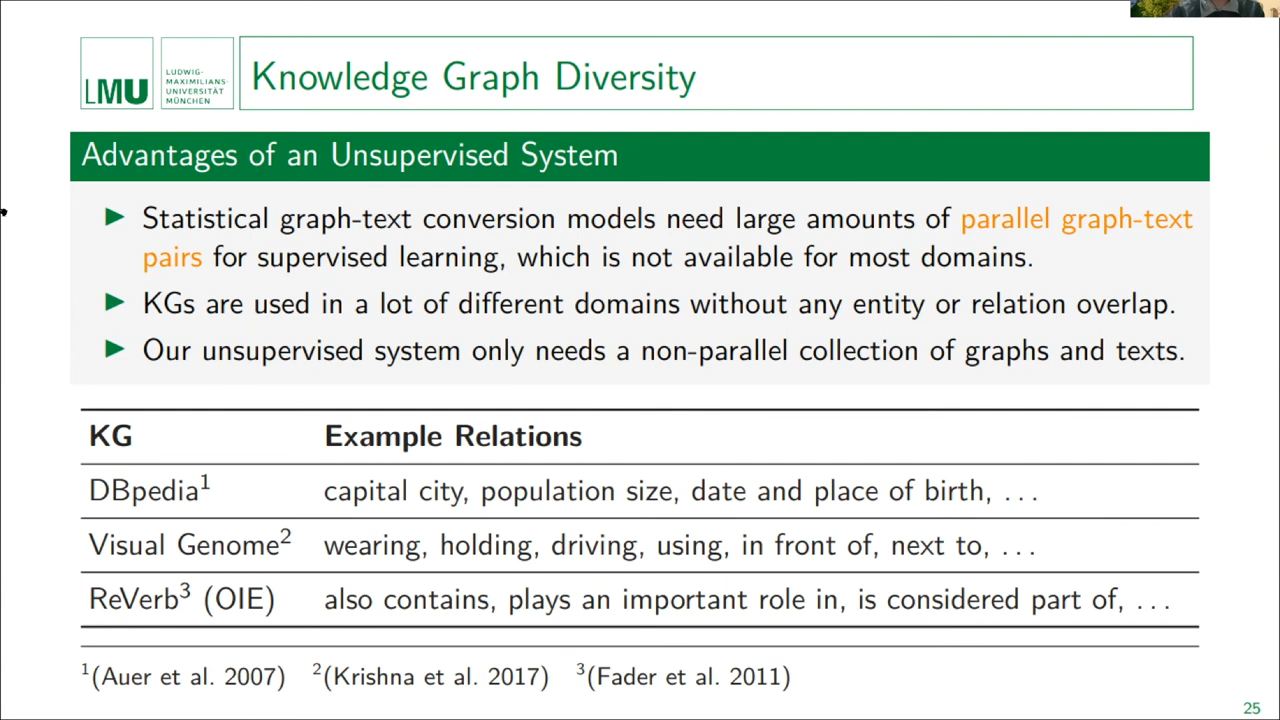 LMU
LUDWIG-
MAXIMILIANS-
UNIVERSITÄT
MÜNCHEN
Knowledge Graph Diversity
Advantages of an Unsupervised System
▶ Statistical graph-text conversion models need large amounts of parallel graph-text
pairs for supervised learning, which is not available for most domains.
▶ KGs are used in a lot of different domains without any entity or relation overlap.
▶ Our unsupervised system only needs a non-parallel collection of graphs and texts.
KG Example Relations
DBpedia¹ capital city, population size, date and place of birth, . . .
Visual Genome² wearing, holding, driving, using, in front of, next to, . . .
ReVerb³ (OIE) also contains, plays an important role in, is considered part of, . . .
¹(Auer et al. 2007) ²(Krishna et al. 2017) ³(Fader et al. 2011)
25